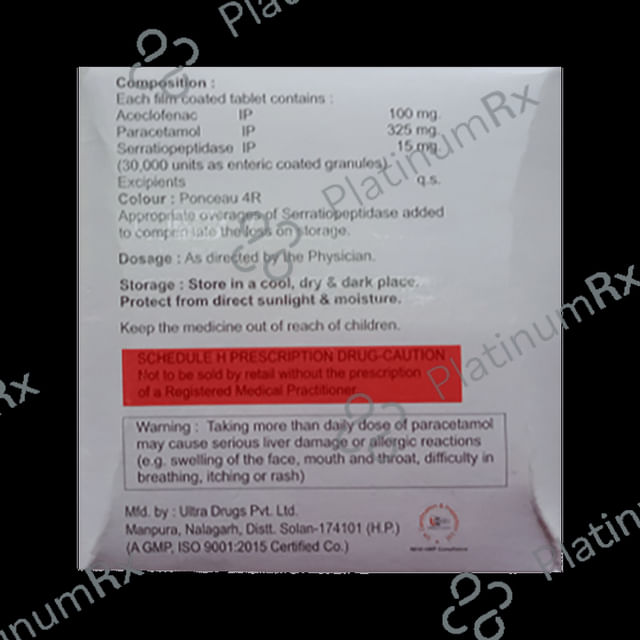 Composition :
Each film coated tablet contains :
Aceclofenac IP 100 mg.
Paracetamol IP 325 mg.
Serratiopeptidase IP 15 mg.
(30,000 units as enteric coated granules)
Excipients q.s.
Colour : Ponceau 4R
Appropriate overages of Serratiopeptidase added
to compensate the loss on storage.
Dosage : As directed by the Physician.
Storage : Store in a cool, dry & dark place.
Protect from direct sunlight & moisture.
Keep the medicine out of reach of children.
SCHEDULE H PRESCRIPTION DRUG-CAUTION
Not to be sold by retail without the prescription
of a Registered Medical Practitioner
Warning : Taking more than daily dose of paracetamol
may cause serious liver damage or allergic reactions
(e.g. swelling of the face, mouth and throat, difficulty in
breathing, itching or rash)
Mfd. by : Ultra Drugs Pvt. Ltd.
Manpura, Nalagarh, Distt. Solan-174101 (H.P.)
(A GMP, ISO 9001:2015 Certified Co.)
PlatinumRx
PlatinumRx
PlatinumRx